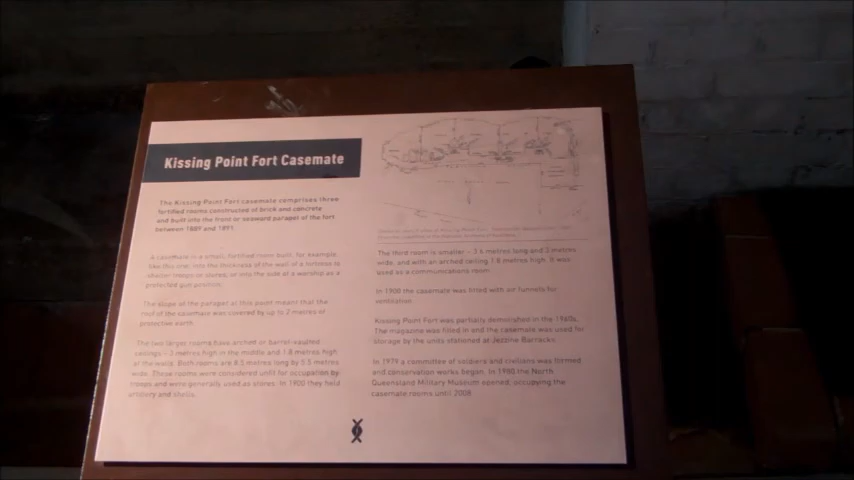 Kissing Point Fort Casemate
The Kissing Point Fort casemate comprises three
fortified rooms constructed of brick and concrete
and built into the front or seaward parapet of the fort
between 1889 and 1891.
A casemate is a small, fortified room built, for example,
like this one, into the thickness of the wall of a fortress to
shelter troops or stores, or into the side of a warship as a
protected gun position.
The slope of the parapet at this point meant that the
roof of the casemate was covered by up to 2 metres of
protective earth.
The two larger rooms have arched or barrel-vaulted
ceilings – 2 metres high in the middle and 1.8 metres high
at the walls. Both rooms are 8.5 metres long by 5.5 metres
wide. These rooms were considered unfit for occupation by
troops and were generally used as stores. In 1900 they held
artillery and shells.
The third room is smaller – 3.6 metres long and 3 metres
wide, and with an arched ceiling 1.8 metres high. It was
used as a communications room.
In 1900 the casemate was fitted with air funnels for
ventilation.
Kissing Point Fort was partially demolished in the 1960s.
The magazine was filled in and the casemate was used for
storage by the units stationed at Jezzine Barracks.
In 1979 a committee of soldiers and civilians was formed
and conservation works began. In 1980 the North
Queensland Military Museum opened, occupying the
casemate rooms until 2008.